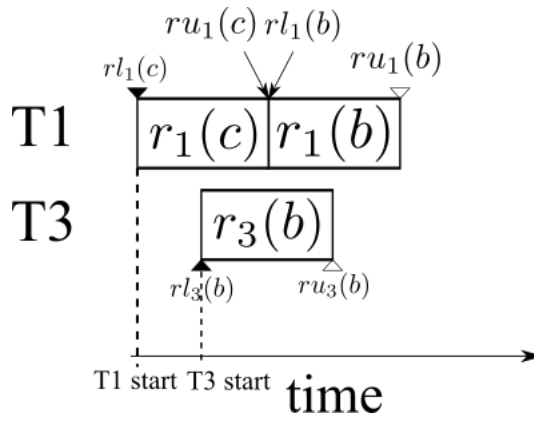 ru₁(c) rl₁(b)
rl₁(c) ru₁(b)
T1 r₁(c) r₁(b)
T3 r₃(b)
rl₃(b) ru₃(b)
T1 start T3 start
time